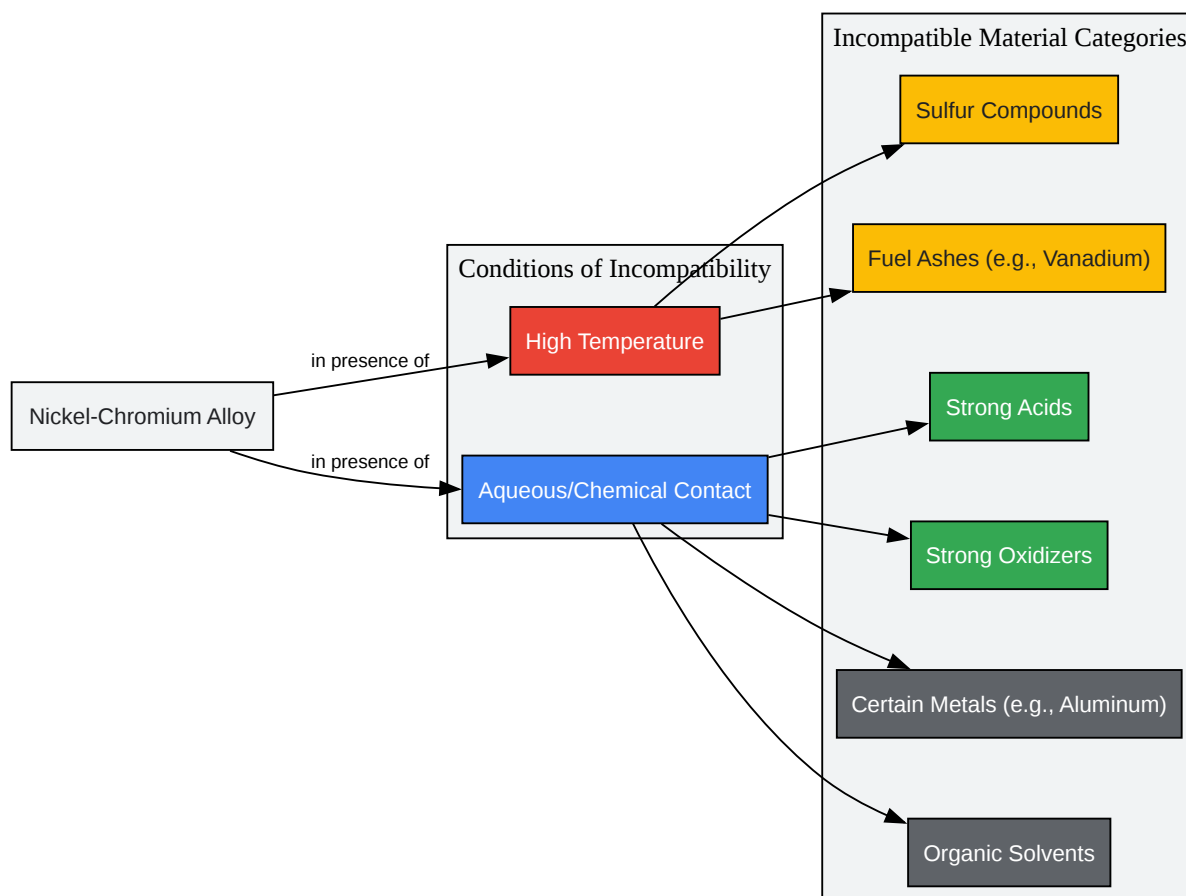 Incompatible Material Categories
Sulfur Compounds
Fuel Ashes (e.g., Vanadium)
Conditions of Incompatibility
High Temperature
in presence of
Nickel-Chromium Alloy
Strong Acids
in presence of
Aqueous/Chemical Contact
Strong Oxidizers
Certain Metals (e.g., Aluminum)
Organic Solvents